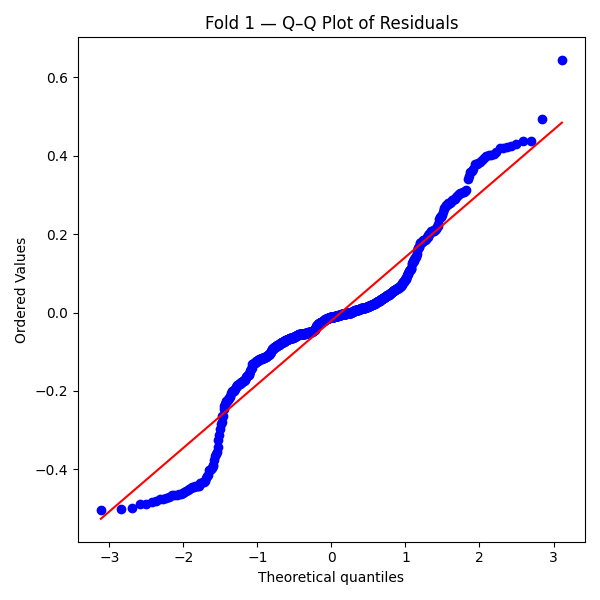 Fold 1 — Q–Q Plot of Residuals
0.6
0.4
0.2
0.0
−0.2
−0.4
Ordered Values
−3 −2 −1 0 1 2 3
Theoretical quantiles